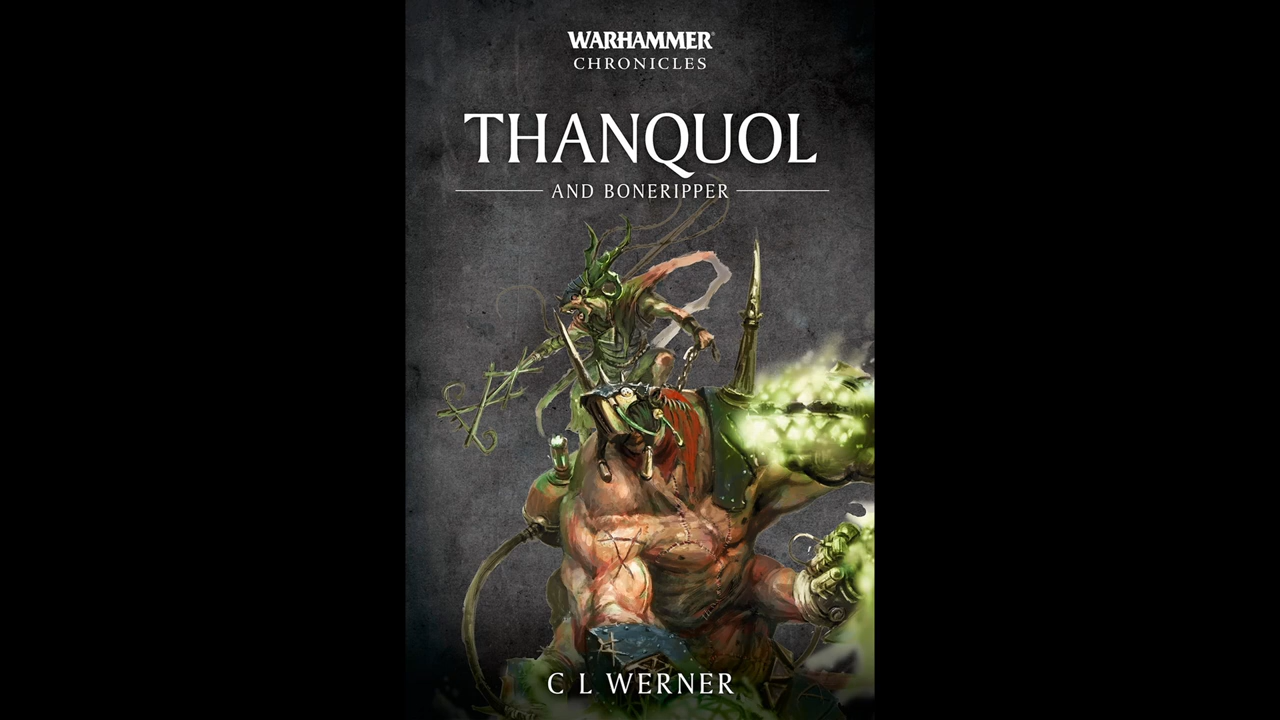 WARHAMMER
CHRONICLES
THANQUOL
AND BONERIPPER
C L WERNER